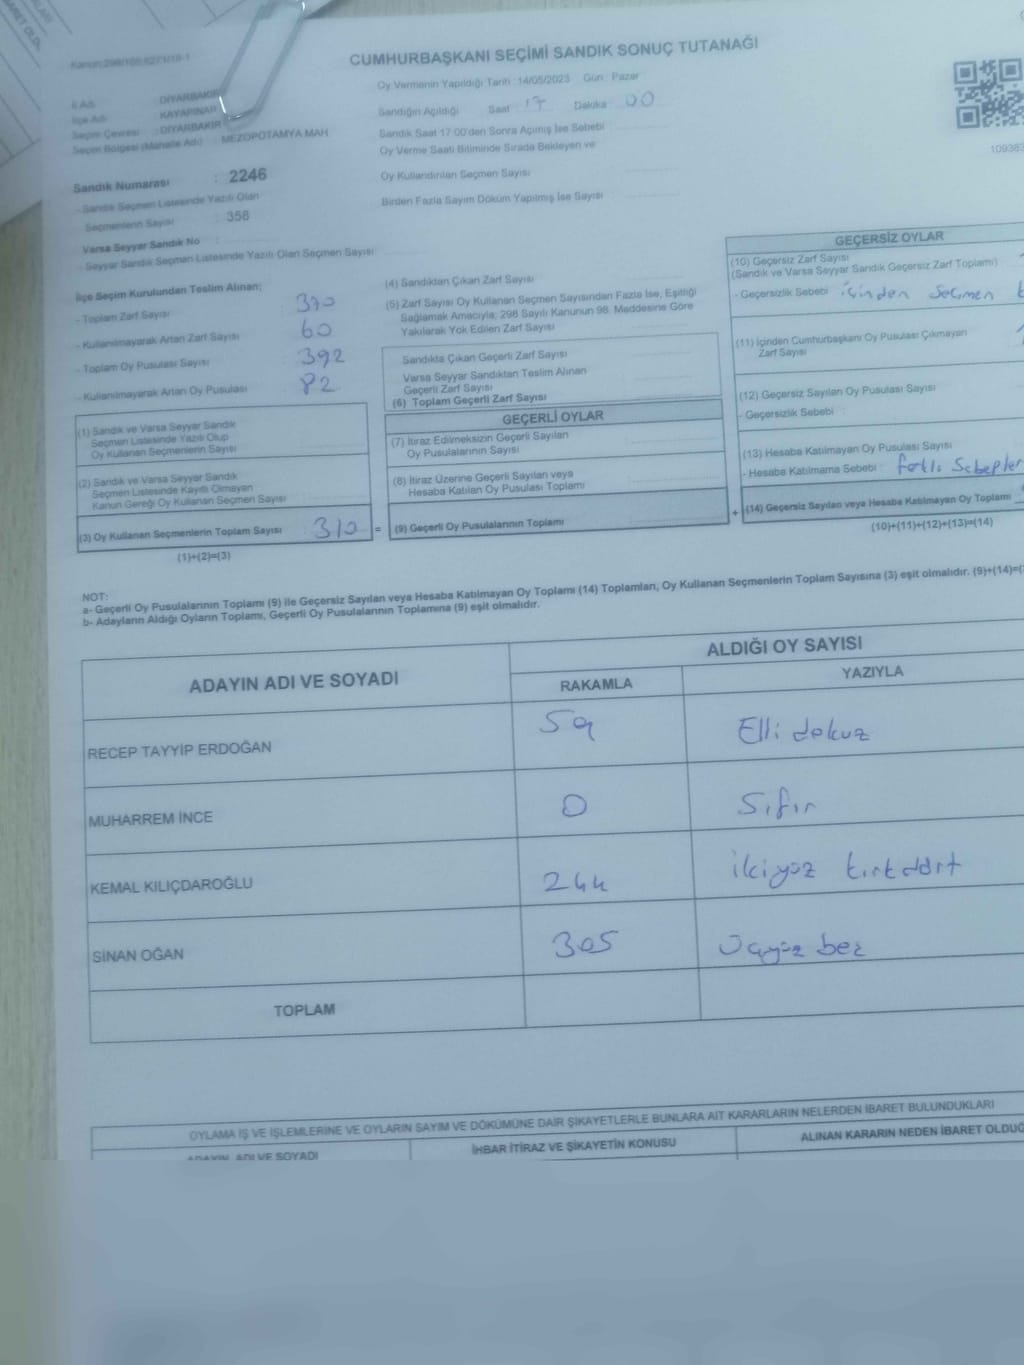 Kanun:298/105,6271/18-1
CUMHURBAŞKANI SEÇİMİ SANDIK SONUÇ TUTANAĞI
Oy Vermenin Yapıldığı Tarih : 14/05/2023 Gün : Pazar
İl Adı : DİYARBAKIR
İlçe Adı : KAYAPINAR
Seçim Çevresi : DİYARBAKIR
Seçim Bölgesi (Mahalle Adı) : MEZOPOTAMYA MAH.
Sandığın Açıldığı Saat : 17 Dakika : 00
Sandık Saat 17:00'den Sonra Açımış İse Sebebi
Oy Verme Saati Bitiminde Sırada Bekleyen ve
Oy Kullandırılan Seçmen Sayısı
Birden Fazla Sayım Döküm Yapılmış İse Sayısı
109383
Sandık Numarası : 2246
- Sandık Seçmen Listesinde Yazılı Olan
Seçmenlerin Sayısı : 358
Varsa Seyyar Sandık No :
- Seyyar Sandık Seçmen Listesinde Yazılı Olan Seçmen Sayısı:
İlçe Seçim Kurulundan Teslim Alınan;
- Toplam Zarf Sayısı 370
- Kullanılmayarak Artan Zarf Sayısı 60
- Toplam Oy Pusulası Sayısı 392
- Kullanılmayarak Artan Oy Pusulası 82
(1) Sandık ve Varsa Seyyar Sandık
Seçmen Listesinde Yazılı Olup
Oy Kullanan Seçmenlerin Sayısı
(2) Sandık ve Varsa Seyyar Sandık
Seçmen Listesinde Kayıtlı Olmayan
Kanun Gereği Oy Kullanan Seçmen Sayısı
(3) Oy Kullanan Seçmenlerin Toplam Sayısı 310 =
(1)+(2)=(3)
(4) Sandıktan Çıkan Zarf Sayısı
(5) Zarf Sayısı Oy Kullanan Seçmen Sayısından Fazla İse, Eşitliği
Sağlamak Amacıyla; 298 Sayılı Kanunun 98. Maddesine Göre
Yakılarak Yok Edilen Zarf Sayısı
Sandıkta Çıkan Geçerli Zarf Sayısı
Varsa Seyyar Sandıktan Teslim Alınan
Geçerli Zarf Sayısı
(6) Toplam Geçerli Zarf Sayısı
GEÇERLİ OYLAR
(7) İtiraz Edilmeksizin Geçerli Sayılan
Oy Pusulalarının Sayısı
(8) İtiraz Üzerine Geçerli Sayılan veya
Hesaba Katılan Oy Pusulası Toplamı
(9) Geçerli Oy Pusulalarının Toplamı +
GEÇERSİZ OYLAR
(10) Geçersiz Zarf Sayısı
(Sandık ve Varsa Seyyar Sandık Geçersiz Zarf Toplamı)
- Geçersizlik Sebebi : içinden Seçmen
(11) İçinden Cumhurbaşkanı Oy Pusulası Çıkmayan
Zarf Sayısı
(12) Geçersiz Sayılan Oy Pusulası Sayısı
- Geçersizlik Sebebi :
(13) Hesaba Katılmayan Oy Pusulası Sayısı
- Hesaba Katılmama Sebebi : farklı Sebepler
(14) Geçersiz Sayılan veya Hesaba Katılmayan Oy Toplamı
(10)+(11)+(12)+(13)=(14)
NOT:
a- Geçerli Oy Pusulalarının Toplamı (9) ile Geçersiz Sayılan veya Hesaba Katılmayan Oy Toplamı (14) Toplamları, Oy Kullanan Seçmenlerin Toplam Sayısına (3) eşit olmalıdır. (9)+(14)=(
b- Adayların Aldığı Oyların Toplamı, Geçerli Oy Pusulalarının Toplamına (9) eşit olmalıdır.
ADAYIN ADI VE SOYADI
ALDIĞI OY SAYISI
RAKAMLA YAZIYLA
RECEP TAYYİP ERDOĞAN 59 Elli dokuz
MUHARREM İNCE 0 Sıfır
KEMAL KILIÇDAROĞLU 244 ikiyüz kırkdört
SİNAN OĞAN 305 Üçyüz beş
TOPLAM
OYLAMA İŞ VE İŞLEMLERİNE VE OYLARIN SAYIM VE DÖKÜMÜNE DAİR ŞİKAYETLERLE BUNLARA AİT KARARLARIN NELERDEN İBARET BULUNDUKLARI
ADAYIN ADI VE SOYADI İHBAR İTİRAZ VE ŞİKAYETİN KONUSU ALINAN KARARIN NEDEN İBARET OLDUĞ